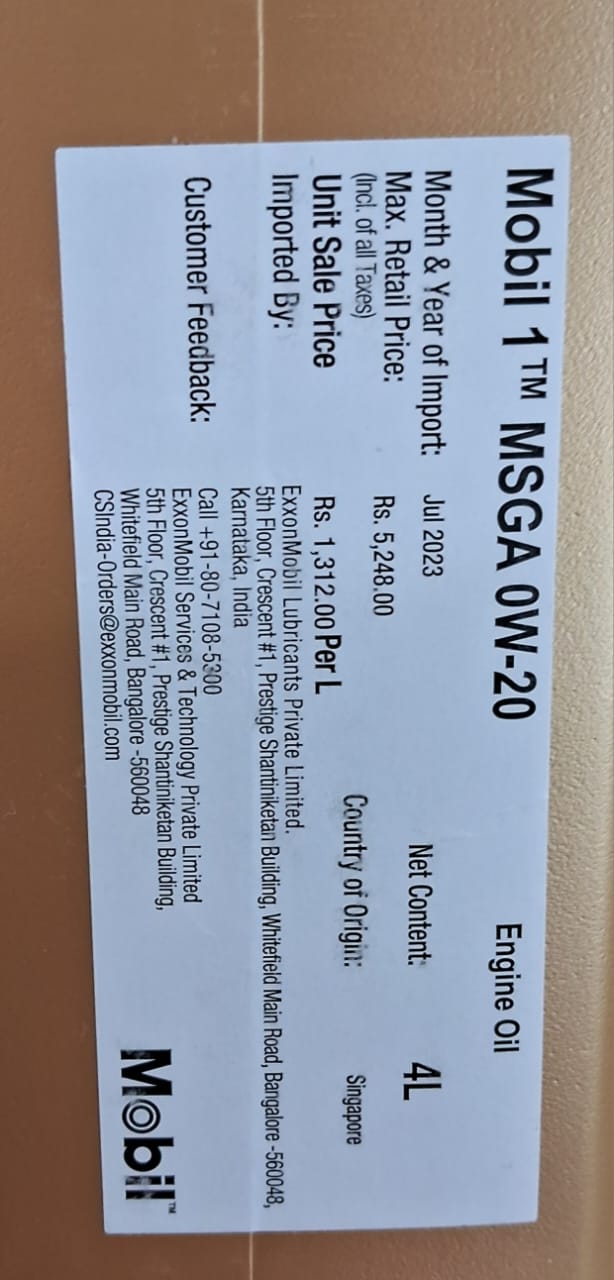 Mobil 1™ MSGA 0W-20 Engine Oil
Month & Year of Import: Jul 2023 Net Content: 4L
Max. Retail Price: Rs. 5,248.00
(Incl. of all Taxes) Country of Origin: Singapore
Unit Sale Price Rs. 1,312.00 Per L
Imported By: ExxonMobil Lubricants Private Limited.
5th Floor, Crescent #1, Prestige Shantiniketan Building, Whitefield Main Road, Bangalore -560048,
Karnataka, India
Customer Feedback: Call +91-80-7108-5300
ExxonMobil Services & Technology Private Limited
5th Floor, Crescent #1, Prestige Shantiniketan Building,
Whitefield Main Road, Bangalore -560048
CSIndia-Orders@exxonmobil.com
Mobil™